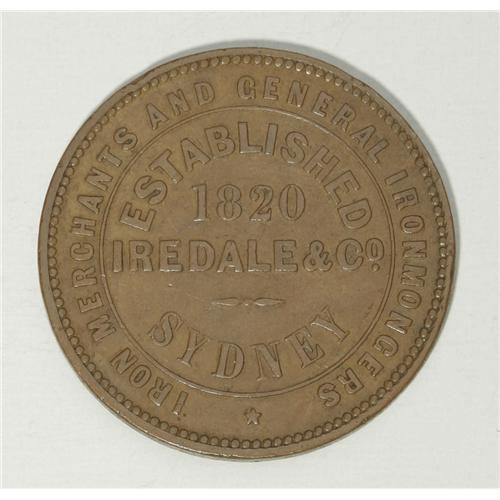 IRON MERCHANTS AND GENERAL IRONMONGERS
ESTABLISHED
1820
IREDALE & Co.
SYDNEY